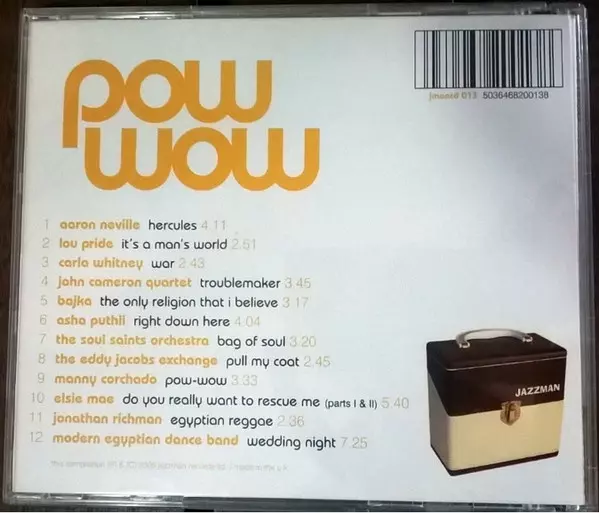 pow
wow
jmancd 013 5036468200138
1 aaron neville hercules 4.11
2 lou pride it's a man's world 2.51
3 carla whitney war 2.43
4 john cameron quartet troublemaker 3.45
5 bajka the only religion that i believe 3.17
6 asha puthli right down here 4.04
7 the soul saints orchestra bag of soul 3.20
8 the eddy jacobs exchange pull my coat 2.45
9 manny corchado pow-wow 3.33
10 elsie mae do you really want to rescue me (parts I & II) 5.40
11 jonathan richman egyptian reggae 2.36
12 modern egyptian dance band wedding night 7.25
JAZZMAN
this compilation